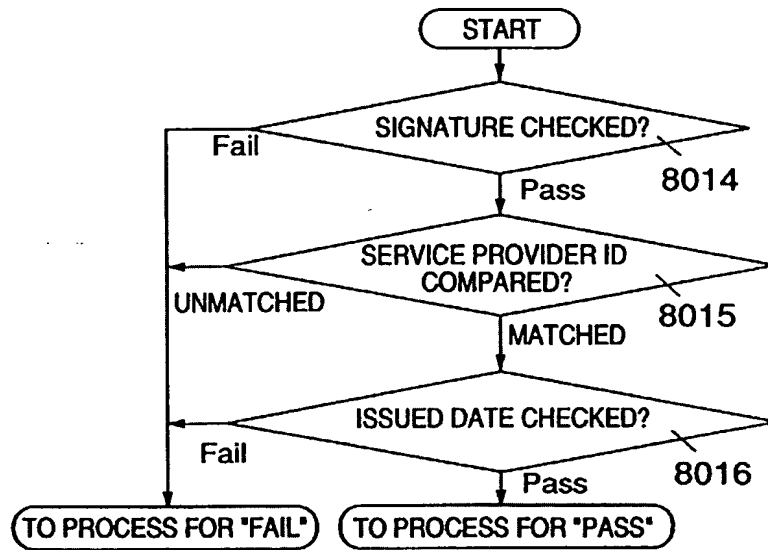 START
SIGNATURE CHECKED?
Fail
8014
Pass
SERVICE PROVIDER ID
COMPARED?
UNMATCHED
8015
MATCHED
ISSUED DATE CHECKED?
Fail
8016
Pass
TO PROCESS FOR "FAIL"
TO PROCESS FOR "PASS"